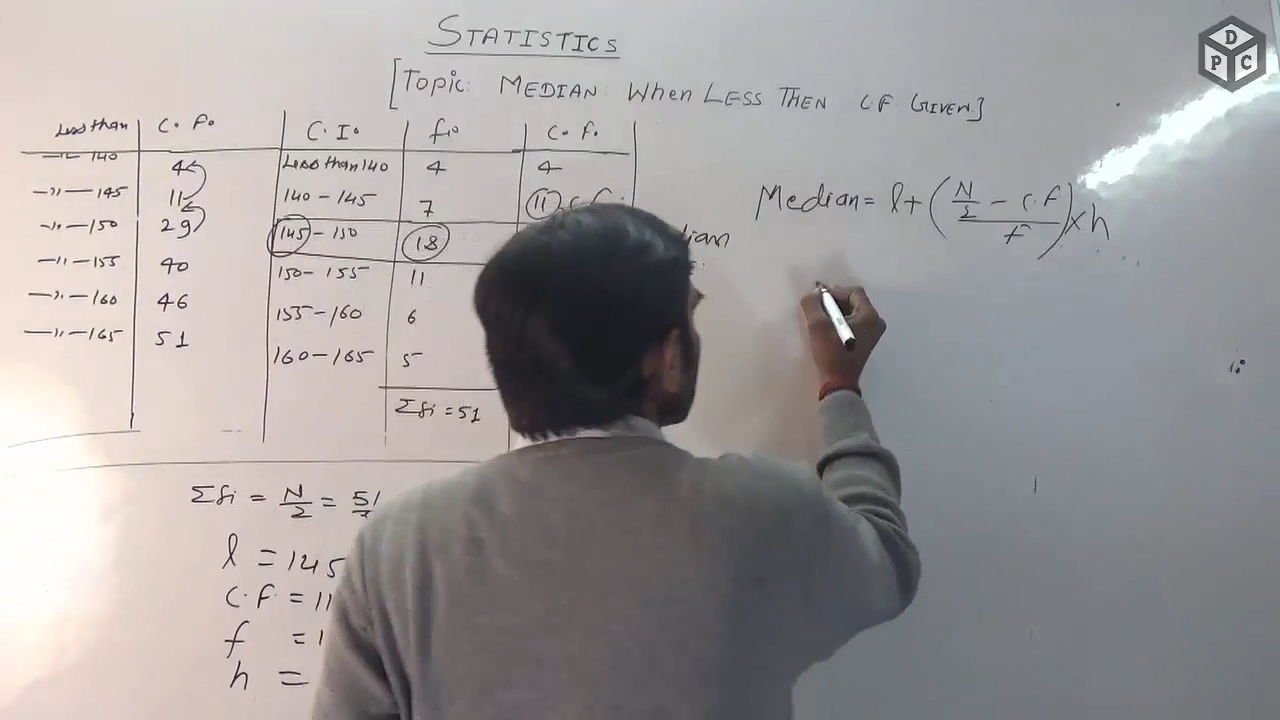 STATISTICS
[Topic: MEDIAN: When LESS THEN C.F. GIVEN]
Less than C. F.
-"- 140 4
-"- 145 11
-"- 150 29
-"- 155 40
-"- 160 46
-"- 165 51
C. I. fi C. F.
Less than 140 4 4
140 - 145 7 11 c.f.
145 - 150 18
150 - 155 11
155 - 160 6
160 - 165 5
Σfi = 51
Σfi = N/2 = 51
l = 145
C.F = 11
f = 1
h =
Median = l + (N/2 - C.F / f) × h
D
P C